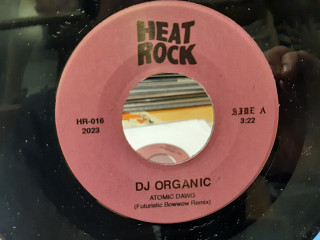 HEAT
ROCK
HR-016
2023
SIDE A
3:22
DJ ORGANIC
ATOMIC DAWG
(Futuristic Bowwow Remix)